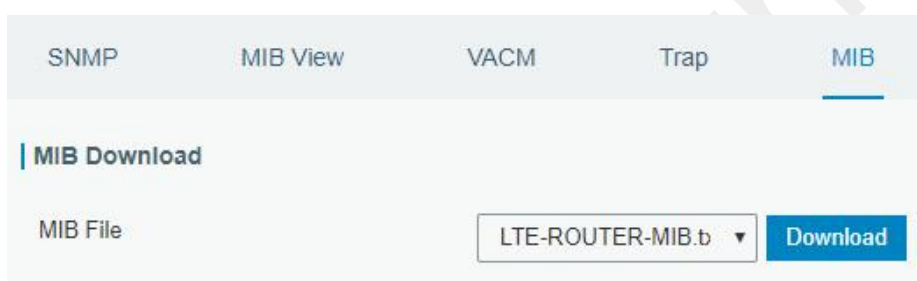 SNMP MIB View VACM Trap MIB
MIB Download
MIB File LTE-ROUTER-MIB.t Download